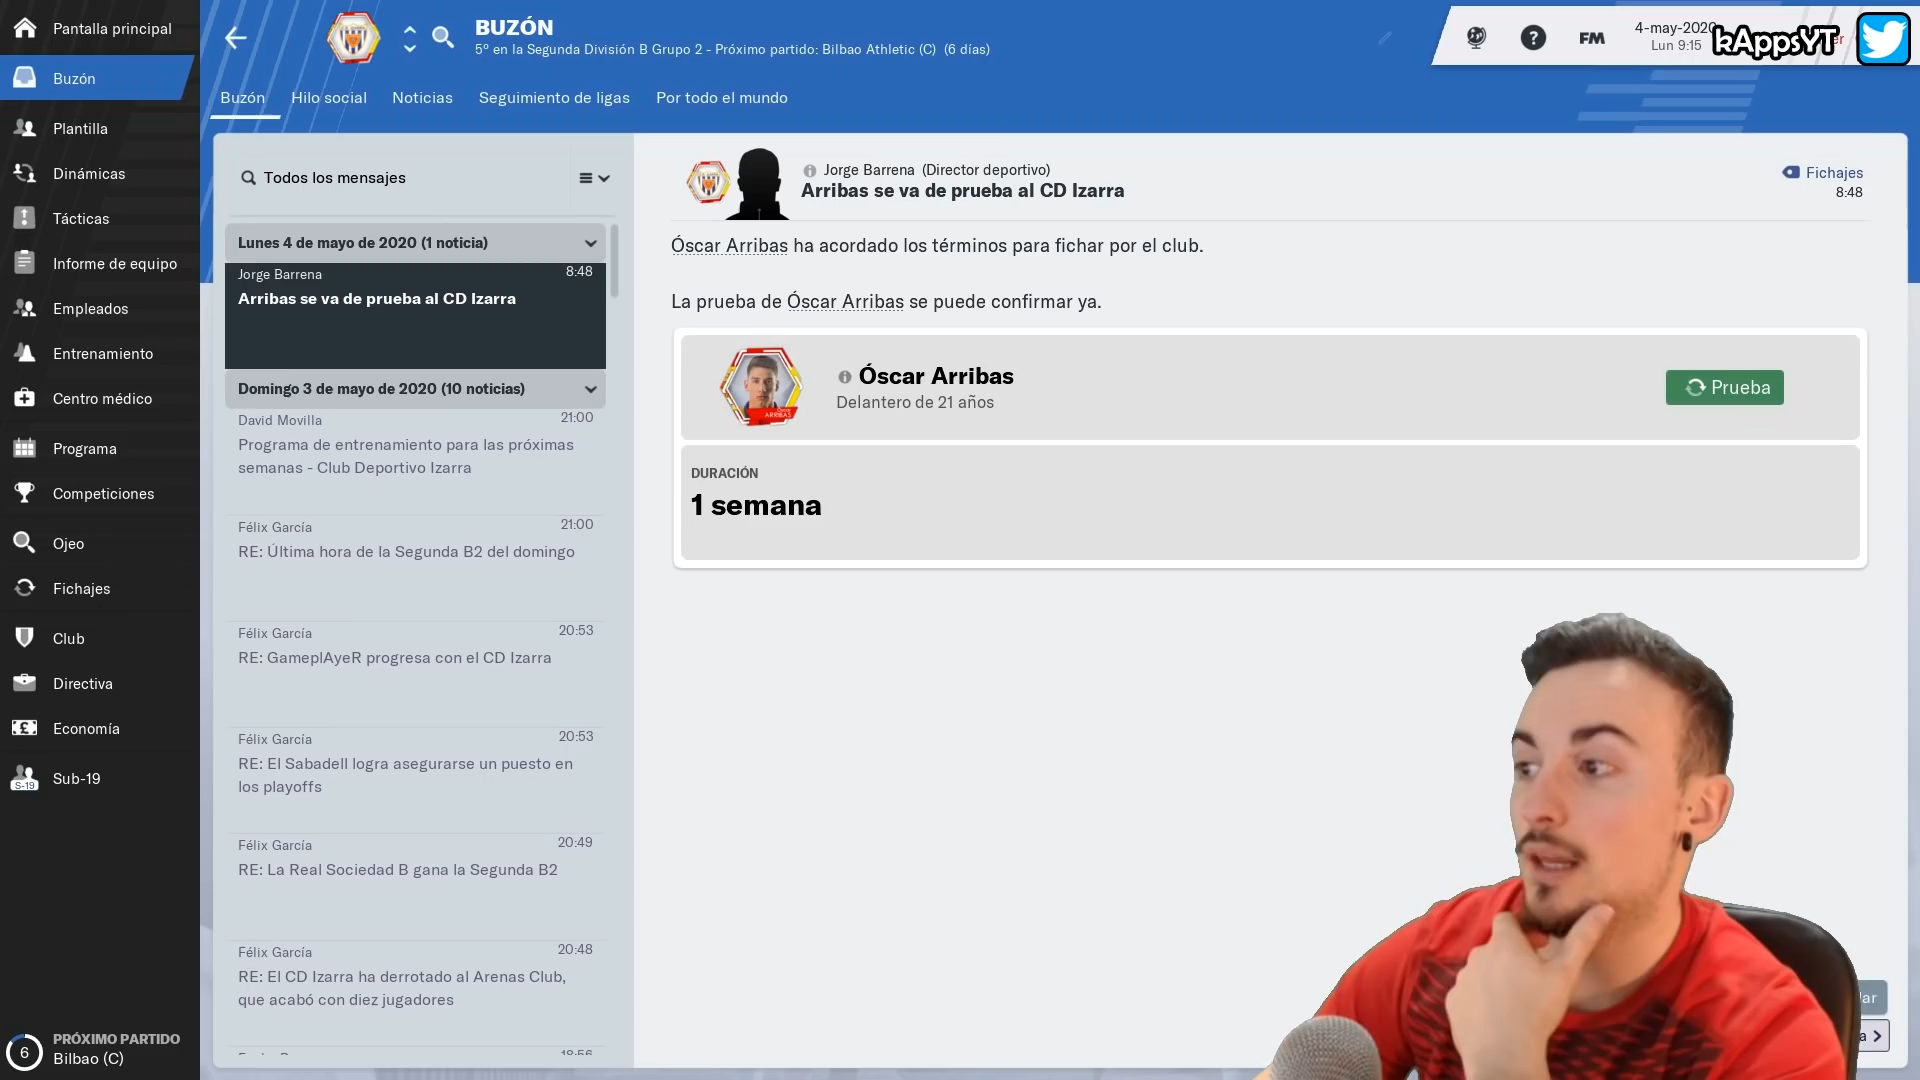 Pantalla principal
Buzón
Plantilla
Dinámicas
Tácticas
Informe de equipo
Empleados
Entrenamiento
Centro médico
Programa
Competiciones
Ojeo
Fichajes
Club
Directiva
Economía
S-19
Sub-19
6
PRÓXIMO PARTIDO
Bilbao (C)
BUZÓN
5º en la Segunda División B Grupo 2 - Próximo partido: Bilbao Athletic (C) (6 días)
FM
4-may-2020
Lun 9:15
kAppsYT
er
Buzón
Hilo social
Noticias
Seguimiento de ligas
Por todo el mundo
Todos los mensajes
Lunes 4 de mayo de 2020 (1 noticia)
Jorge Barrena
8:48
Arribas se va de prueba al CD Izarra
Domingo 3 de mayo de 2020 (10 noticias)
David Movilla
21:00
Programa de entrenamiento para las próximas
semanas - Club Deportivo Izarra
Félix García
21:00
RE: Última hora de la Segunda B2 del domingo
Félix García
20:53
RE: GameplAyeR progresa con el CD Izarra
Félix García
20:53
RE: El Sabadell logra asegurarse un puesto en
los playoffs
Félix García
20:49
RE: La Real Sociedad B gana la Segunda B2
Félix García
20:48
RE: El CD Izarra ha derrotado al Arenas Club,
que acabó con diez jugadores
18:56
Jorge Barrena (Director deportivo)
Arribas se va de prueba al CD Izarra
Fichajes
8:48
Óscar Arribas ha acordado los términos para fichar por el club.
La prueba de Óscar Arribas se puede confirmar ya.
ARRIBAS
Óscar Arribas
Delantero de 21 años
Prueba
DURACIÓN
1 semana
ar
a